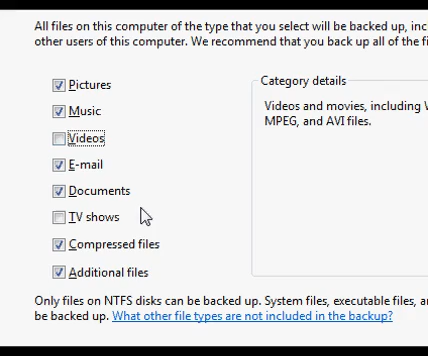 All files on this computer of the type that you select will be backed up, inc
other users of this computer. We recommend that you back up all of the fi
Pictures
Category details
Music
Videos and movies, including W
MPEG, and AVI files.
Videos
E-mail
Documents
TV shows
Compressed files
Additional files
Only files on NTFS disks can be backed up. System files, executable files, a
be backed up. What other file types are not included in the backup?